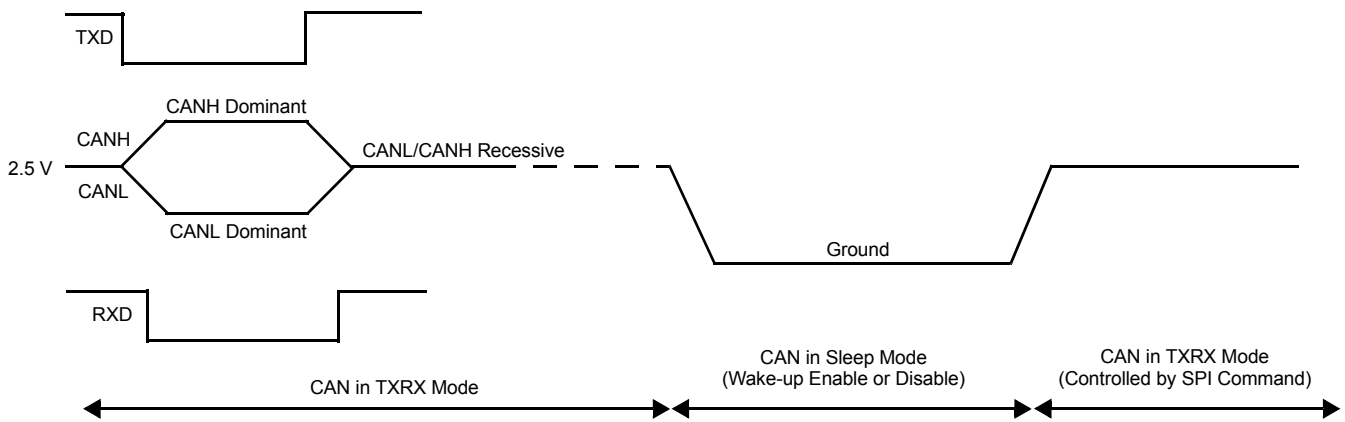 TXD
CANH Dominant
CANH
2.5 V
CANL/CANH Recessive
CANL
CANL Dominant
Ground
RXD
CAN in TXRX Mode
CAN in Sleep Mode
(Wake-up Enable or Disable)
CAN in TXRX Mode
(Controlled by SPI Command)